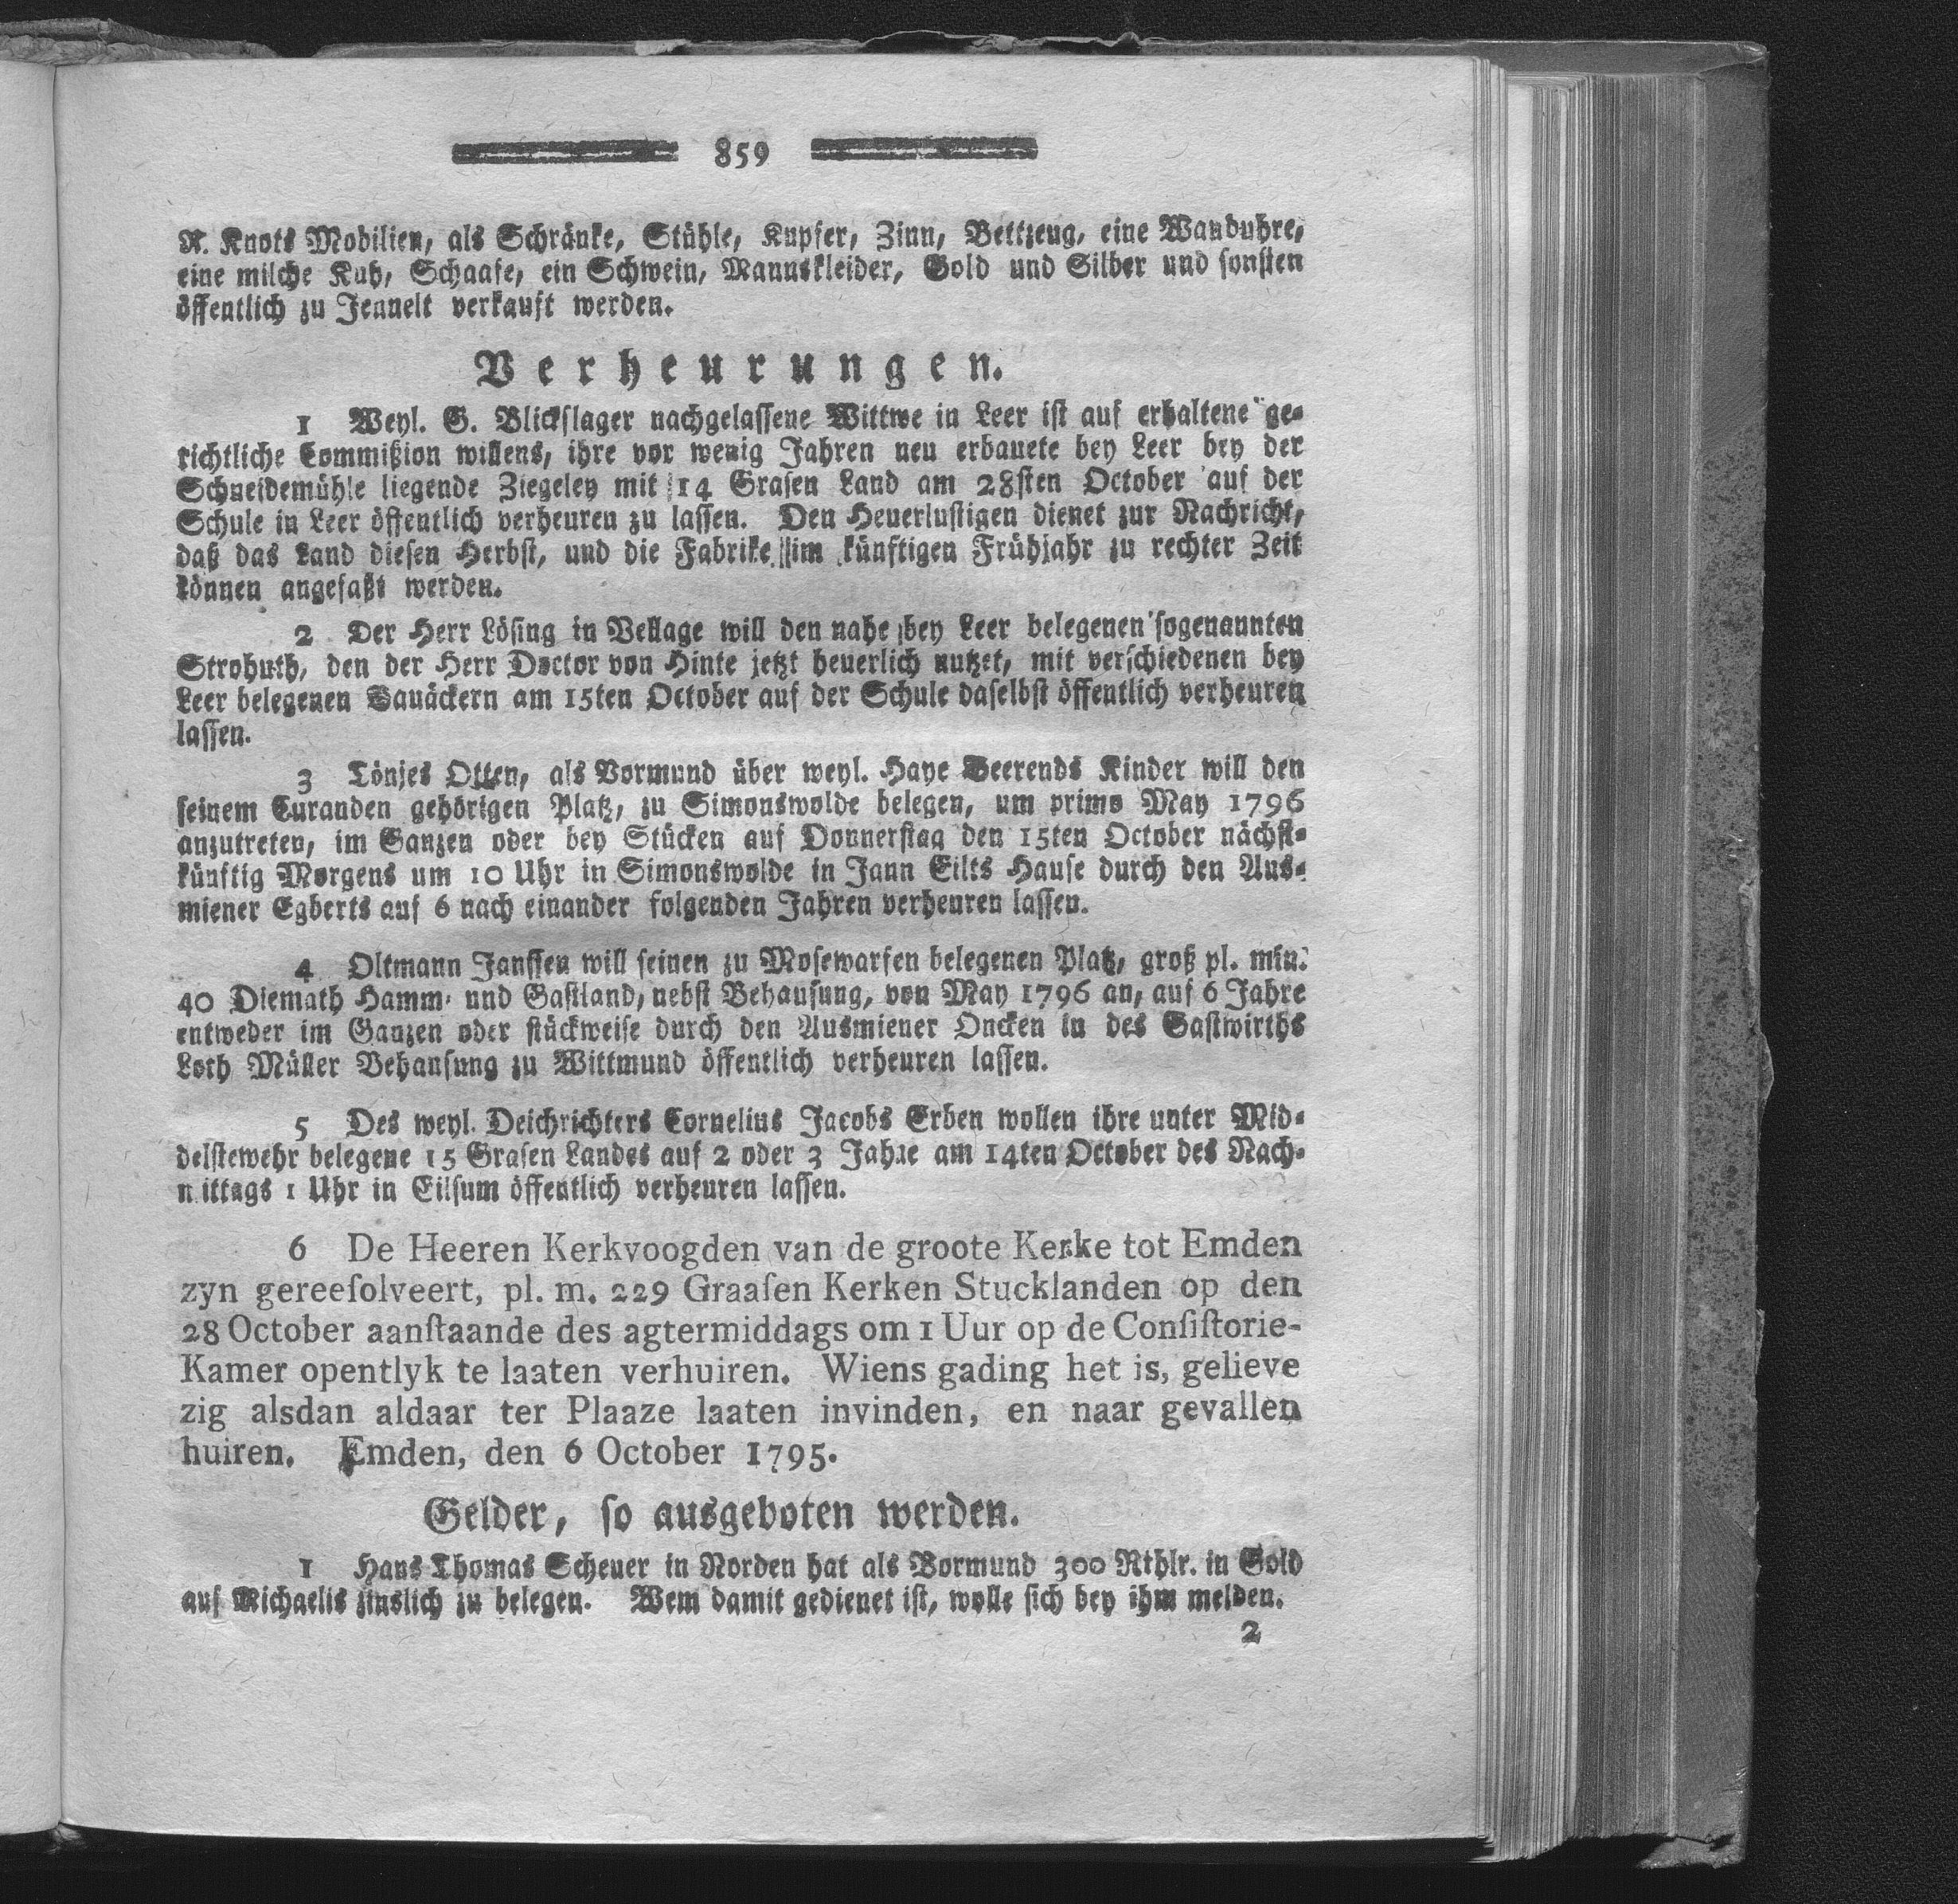 859
R. Knots Mobilien, als Schränke, Stühle, Kupfer, Zinn, Bettzeug, eine Wanduhre,
eine milche Kuh, Schaafe, ein Schwein, Mannskleider, Gold und Silber und sonsten
öffentlich zu Jennelt verkauft werden.
Verheurungen.
1 Weyl. G. Blickslager nachgelassene Wittwe in Leer ist auf erhaltene ge-
richtliche Commißion willens, ihre vor wenig Jahren neu erbauete bey Leer bey der
Schneidemühle liegende Ziegeley mit 14 Grasen Land am 28sten October auf der
Schule in Leer öffentlich verheuren zu lassen. Den Heuerlustigen dienet zur Nachricht,
daß das Land diesen Herbst, und die Fabrike im künftigen Frühjahr zu rechter Zeit
können angefaßt werden.
2 Der Herr Lösing in Vellage will den nahe bey Leer belegenen sogenannten
Strohuth, den der Herr Doctor von Hinte jetzt heuerlich nutzet, mit verschiedenen bey
Leer belegenen Bauäckern am 15ten October auf der Schule daselbst öffentlich verheuren
lassen.
3 Tönjes Otten, als Vormund über weyl. Haye Beerends Kinder will den
seinem Curanden gehörigen Platz, zu Simonswolde belegen, um primo May 1796
anzutreten, im Ganzen oder bey Stücken auf Donnerstag den 15ten October nächst-
künftig Morgens um 10 Uhr in Simonswolde in Jann Eilts Hause durch den Aus-
miener Egberts auf 6 nach einander folgenden Jahren verheuren lassen.
4 Oltmann Janssen will seinen zu Mosewarfen belegenen Platz, groß pl. min.
40 Diemath Hamm- und Gastland, nebst Behausung, von May 1796 an, auf 6 Jahre
entweder im Ganzen oder stückweise durch den Ausmiener Oncken in des Gastwirths
Loth Müller Behausung zu Wittmund öffentlich verheuren lassen.
5 Des weyl. Deichrichters Cornelius Jacobs Erben wollen ihre unter Mid-
delstewehr belegene 15 Grasen Landes auf 2 oder 3 Jahre am 14ten October des Nach-
mittags 1 Uhr in Eilsum öffentlich verheuren lassen.
6 De Heeren Kerkvoogden van de groote Kerke tot Emden
zyn gereeſolveert, pl. m. 229 Graaſen Kerken Stucklanden op den
28 October aanſtaande des agtermiddags om 1 Uur op de Conſiſtorie-
Kamer opentlyk te laaten verhuiren. Wiens gading het is, gelieve
zig alsdan aldaar ter Plaaze laaten invinden, en naar gevallen
huiren. Emden, den 6 October 1795.
Gelder, so ausgeboten werden.
1 Hans Thomas Scheuer in Norden hat als Vormund 300 Rthlr. in Gold
auf Michaelis zinslich zu belegen. Wem damit gedienet ist, wolle sich bey ihm melden.
2